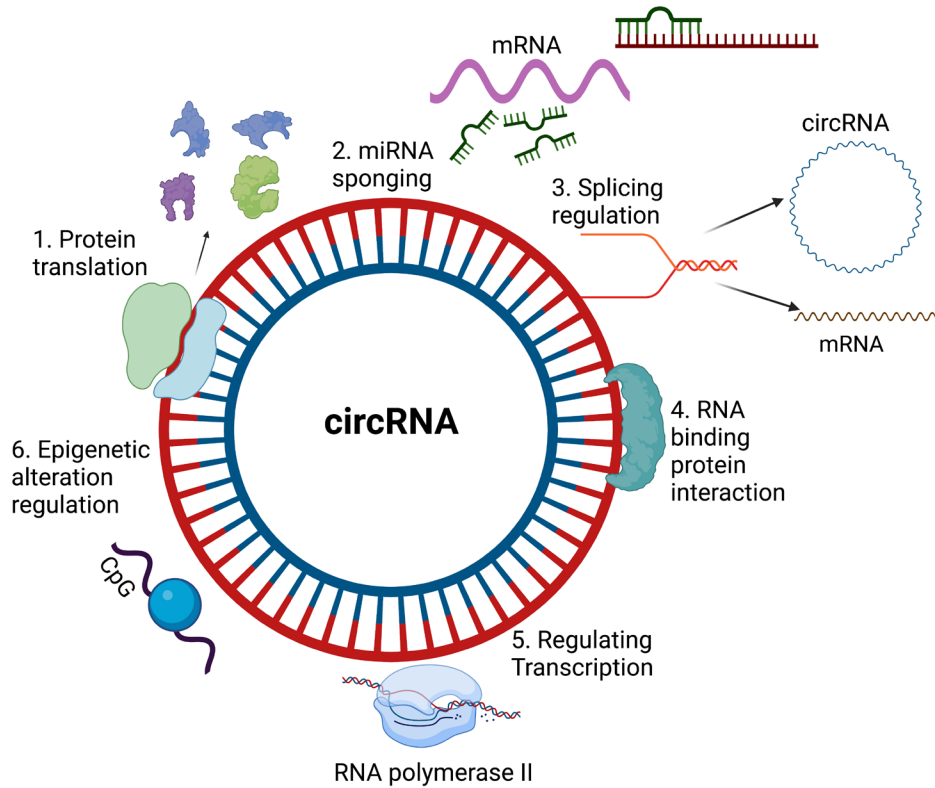 mRNA
circRNA
2. miRNA
sponging
3. Splicing
regulation
1. Protein
translation
mRNA
circRNA
4. RNA
binding
protein
interaction
6. Epigenetic
alteration
regulation
CpG
5. Regulating
Transcription
RNA polymerase II